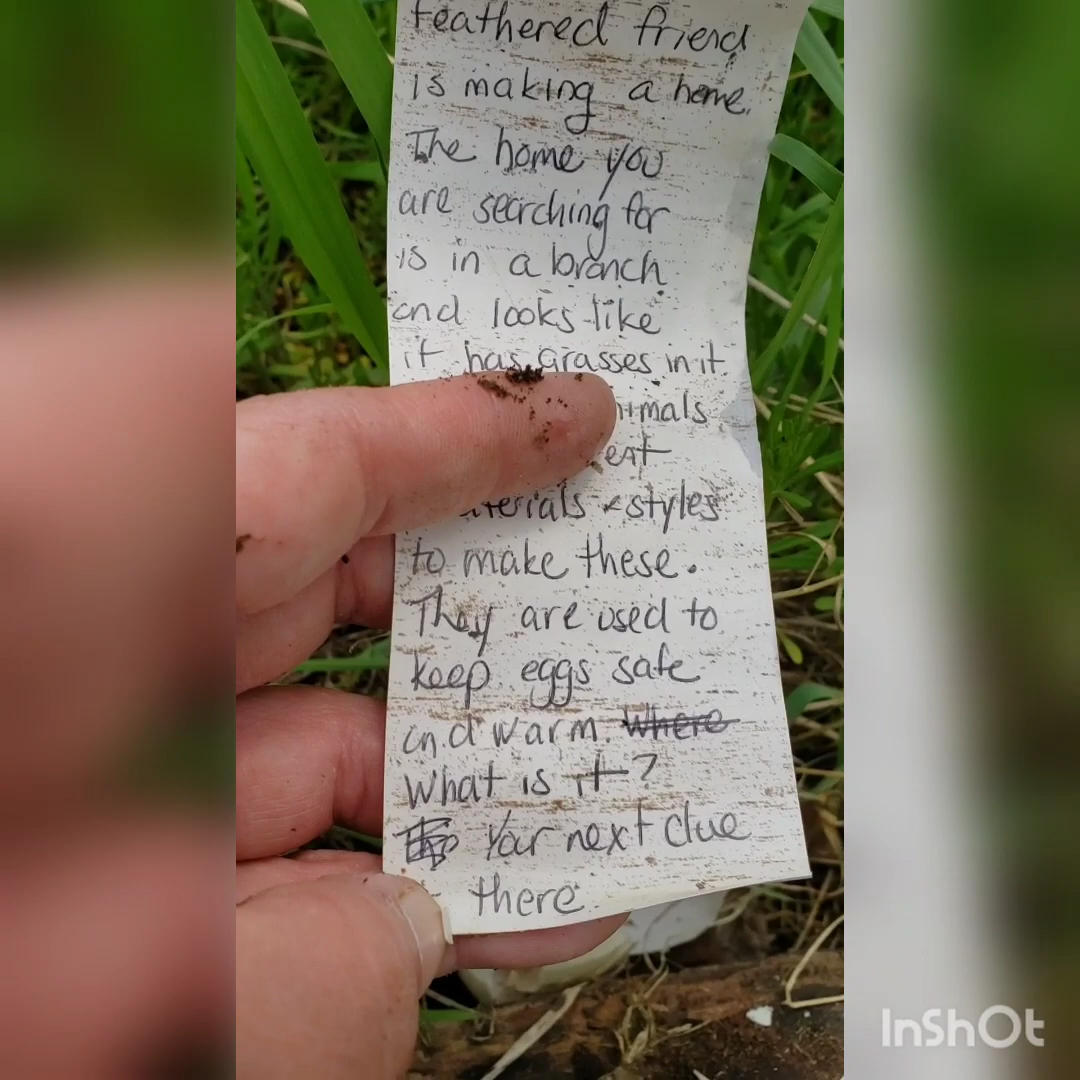 feathered friend
is making a home.
The home you
are searching for
is in a branch
and looks like
it has grasses in it.
to make these.
They are used to
keep eggs safe
and warm. Where
What is it?
Your next clue
there.
InShOt